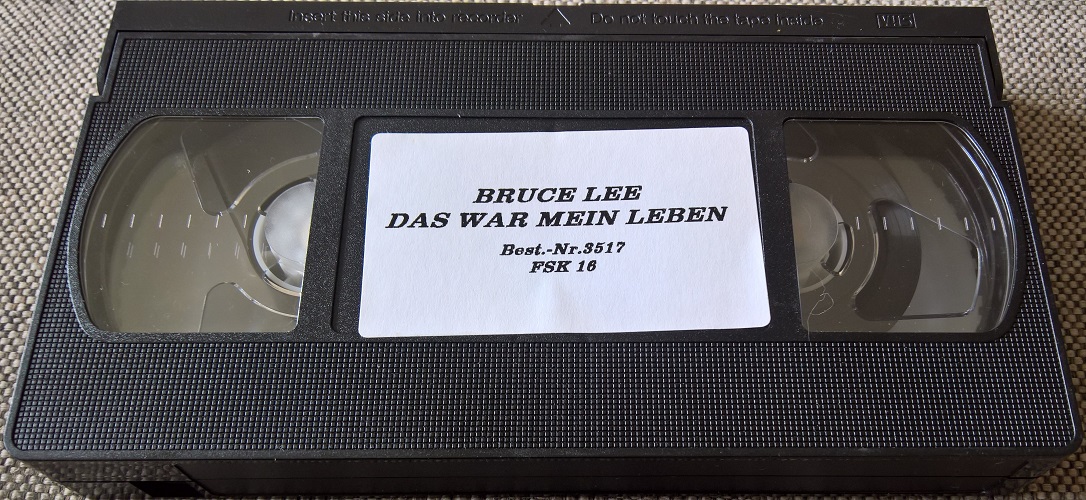 Insert this side into recorder Do not touch the tape inside VHS
BRUCE LEE
DAS WAR MEIN LEBEN
Best.-Nr.3517
FSK 16